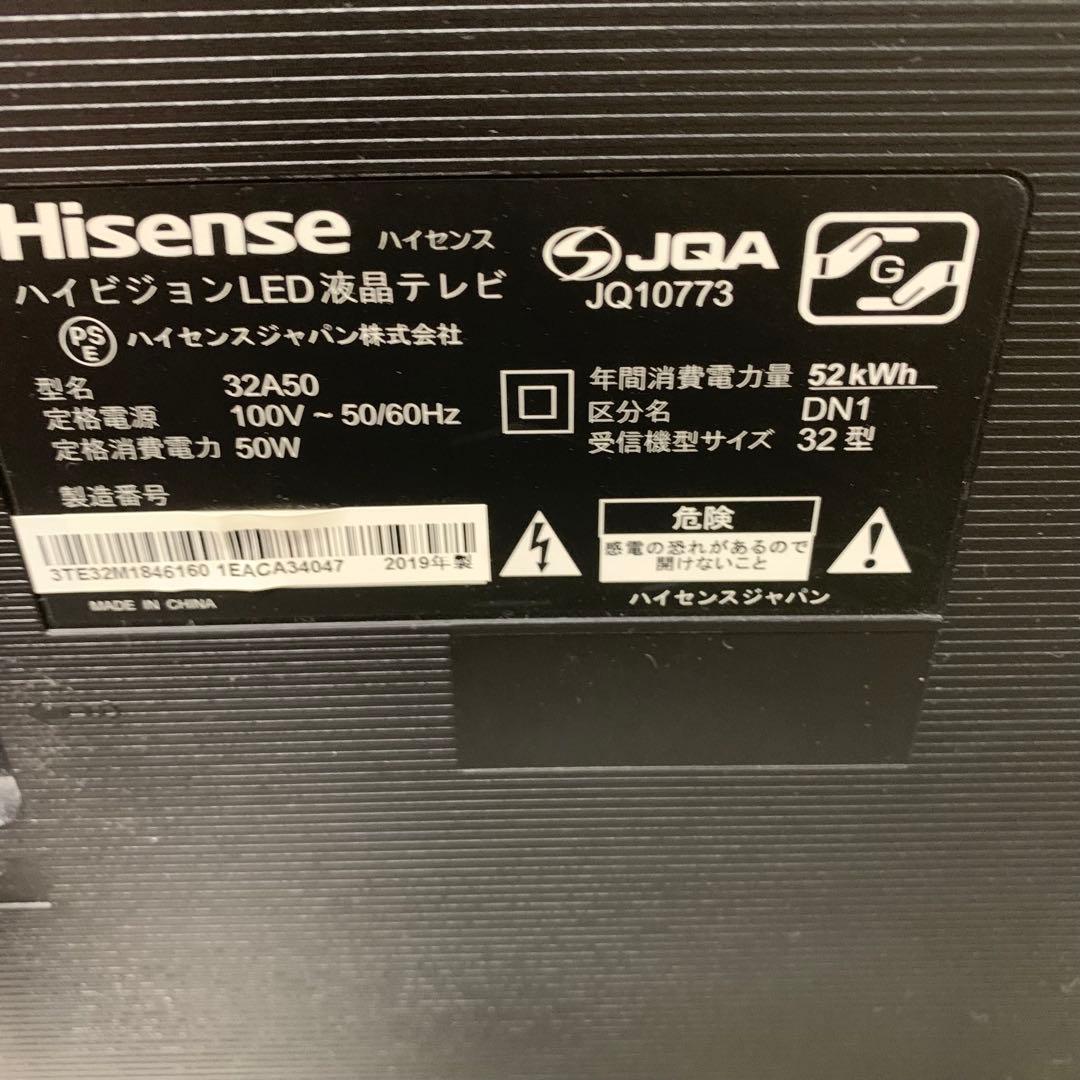 Hisense ハイセンス
ハイビジョンLED液晶テレビ
PSE ハイセンスジャパン株式会社
型名 32A50
定格電源 100V ~ 50/60Hz
定格消費電力 50W
製造番号
3TE32M1846160 1EACA34047 2019年製
MADE IN CHINA
JQA
JQ10773
G
年間消費電力量 52kWh
区分名 DN1
受信機型サイズ 32型
危険
感電の恐れがあるので
開けないこと
ハイセンスジャパン